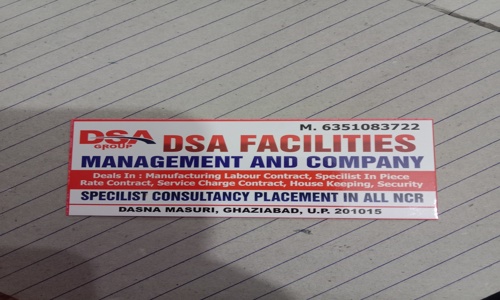 M. 6351083722
DSA
GROUP
DSA FACILITIES
MANAGEMENT AND COMPANY
Deals In : Manufacturing Labour Contract, Specilist In Piece
Rate Contract, Service Charge Contract, House Keeping, Security
SPECILIST CONSULTANCY PLACEMENT IN ALL NCR
DASNA MASURI, GHAZIABAD, U.P. 201015